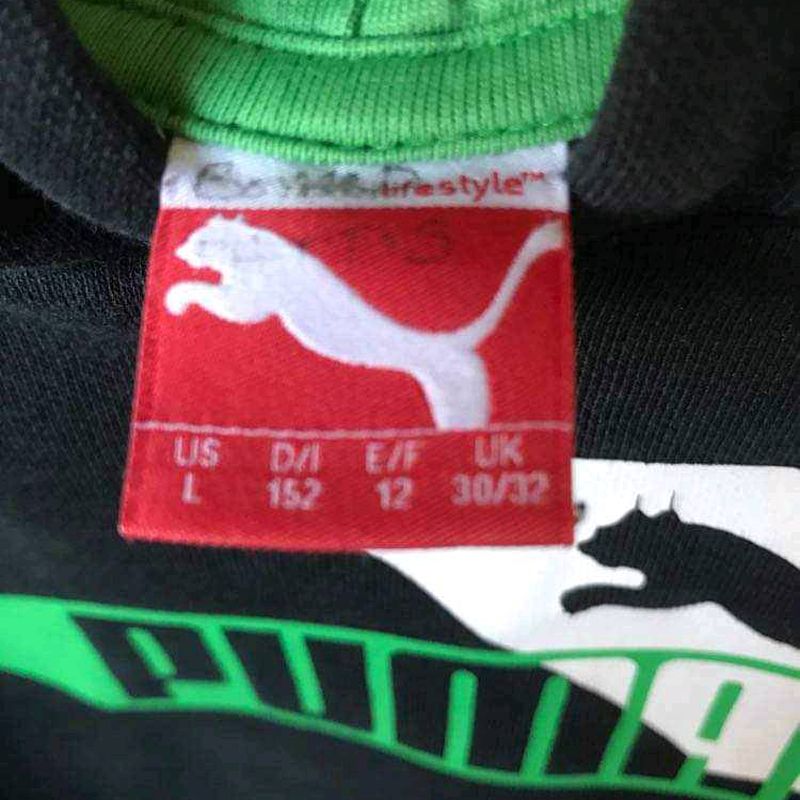 lifestyle™
US D/I E/F UK
L 152 12 30/32
PUMA